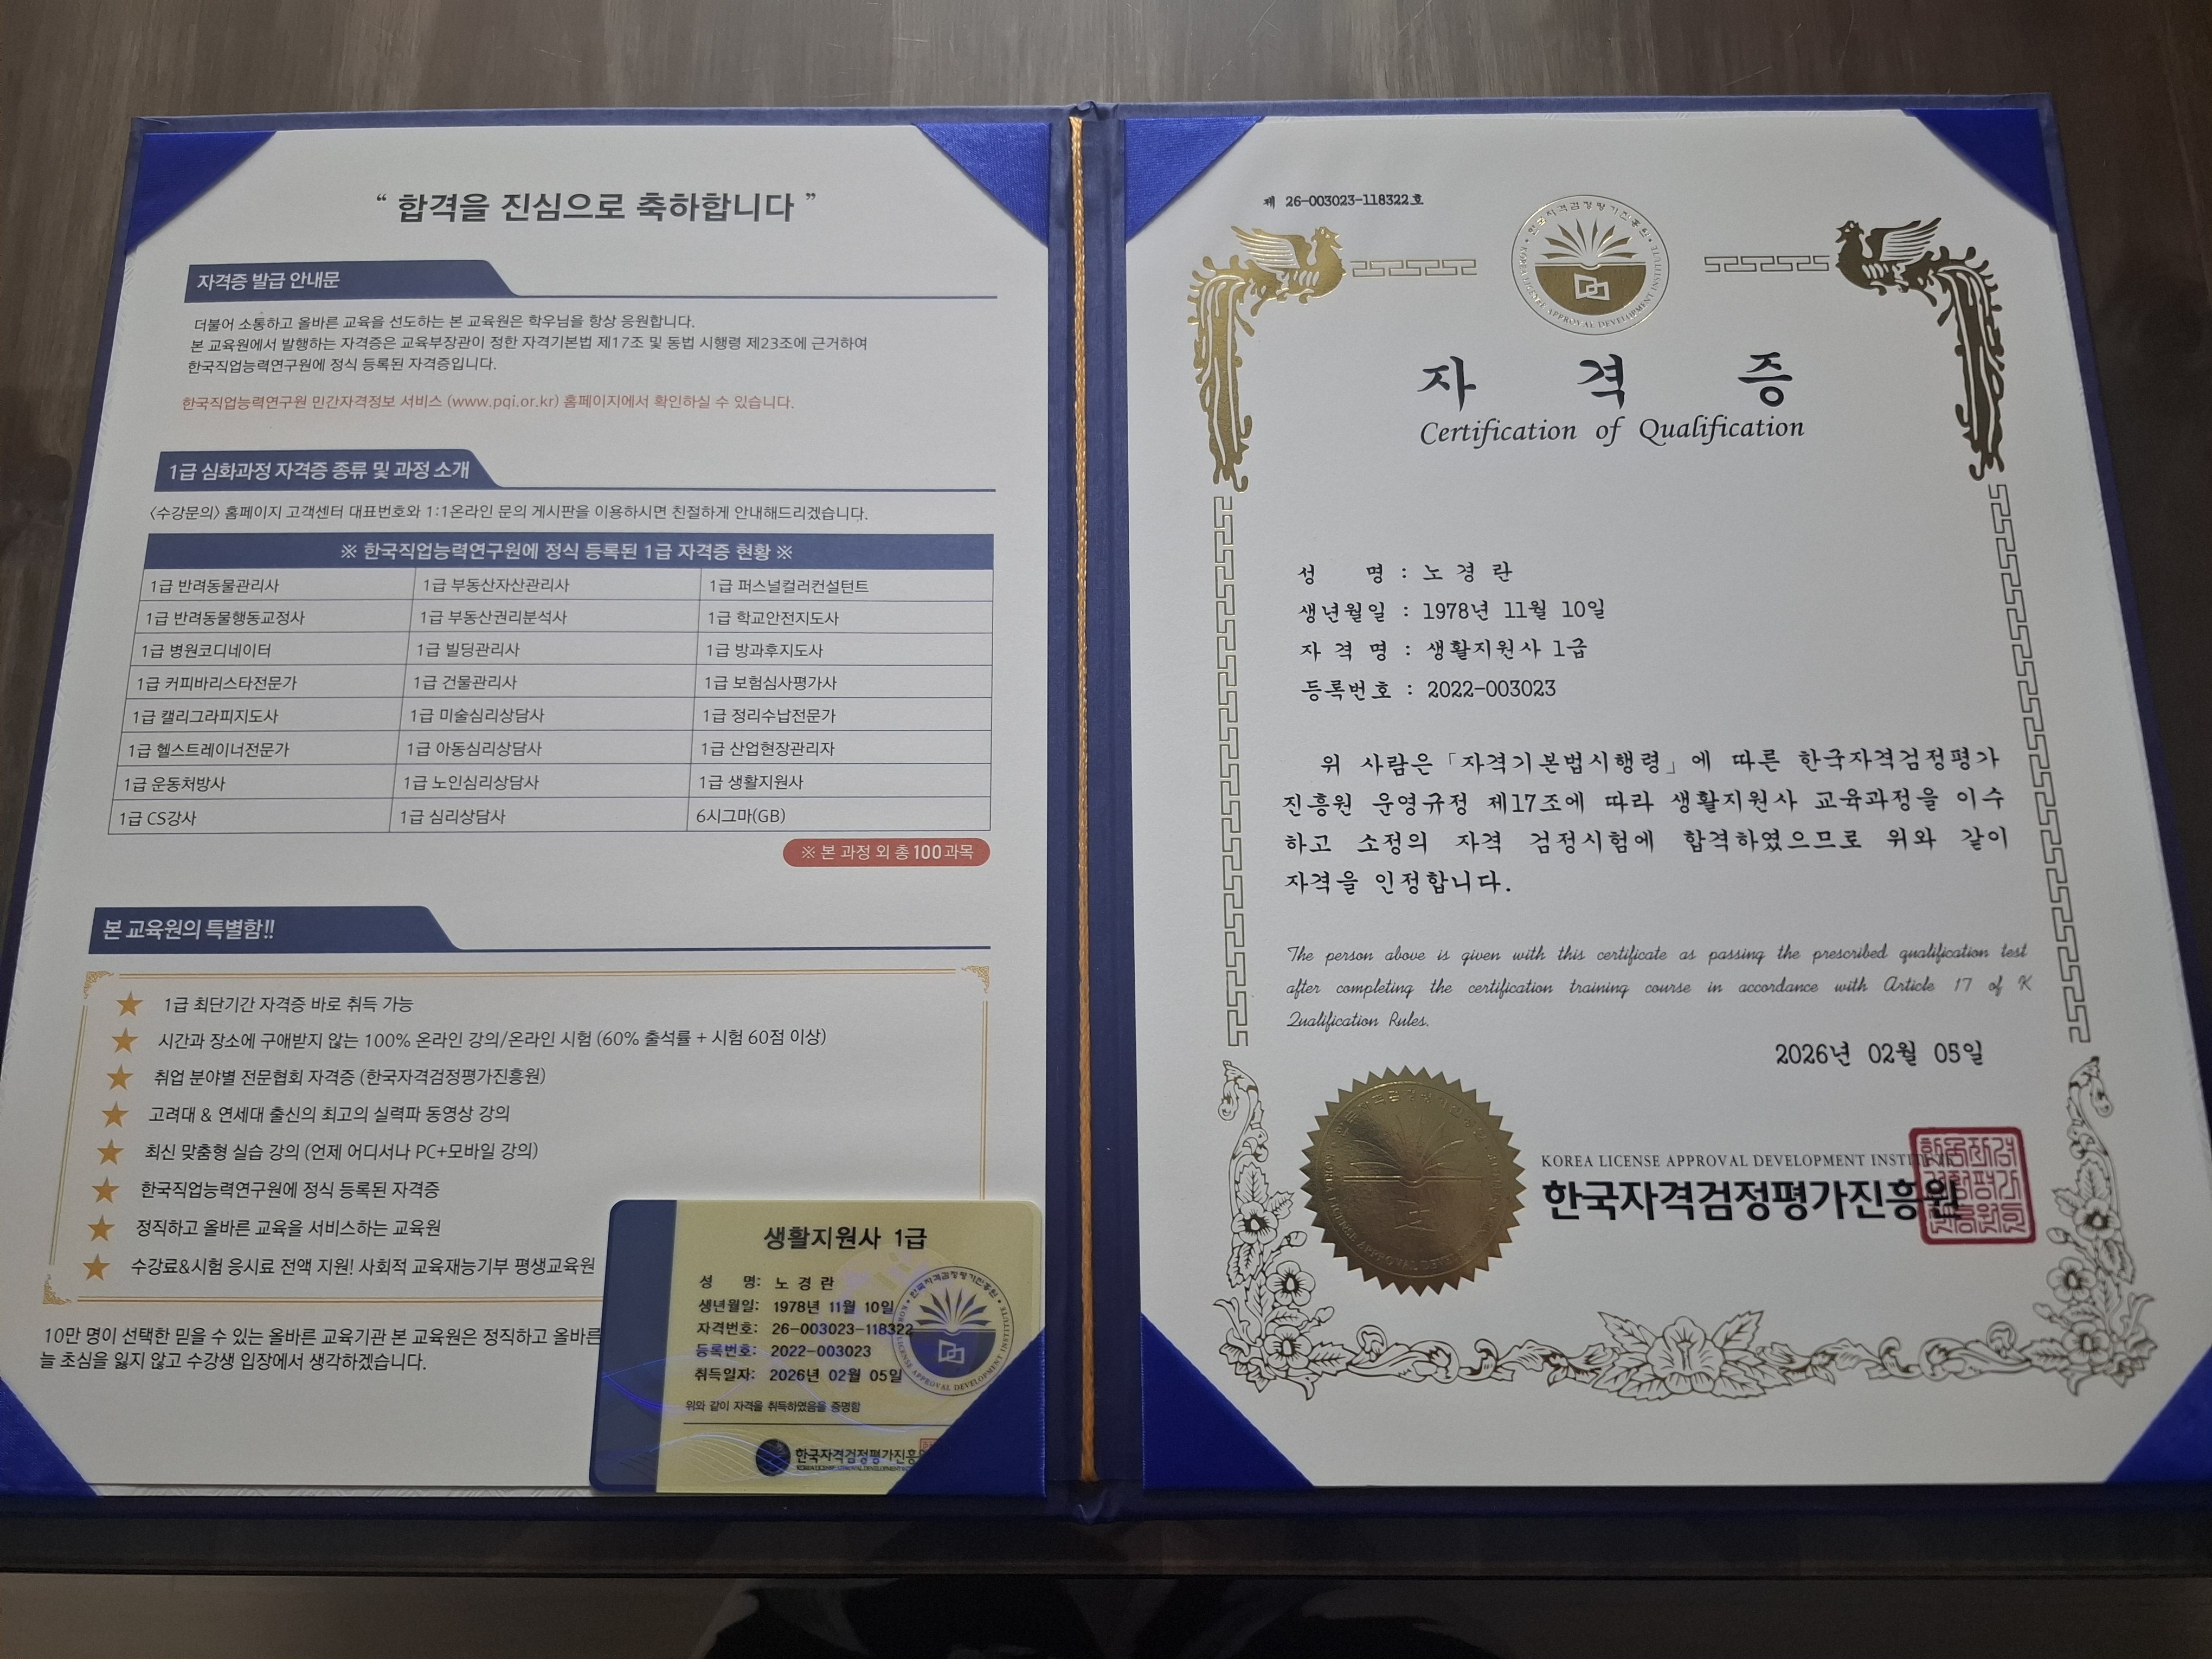 “ 합격을 진심으로 축하합니다 ”
자격증 발급 안내문
더불어 소통하고 올바른 교육을 선도하는 본 교육원은 학우님을 항상 응원합니다.
본 교육원에서 발행하는 자격증은 교육부장관이 정한 자격기본법 제17조 및 동법 시행령 제23조에 근거하여
한국직업능력연구원에 정식 등록된 자격증입니다.
한국직업능력연구원 민간자격정보 서비스 (www.pqi.or.kr) 홈페이지에서 확인하실 수 있습니다.
1급 심화과정 자격증 종류 및 과정 소개
<수강문의> 홈페이지 고객센터 대표번호와 1:1온라인 문의 게시판을 이용하시면 친절하게 안내해드리겠습니다.
※ 한국직업능력연구원에 정식 등록된 1급 자격증 현황 ※
1급 반려동물관리사 1급 부동산자산관리사 1급 퍼스널컬러컨설턴트
1급 반려동물행동교정사 1급 부동산권리분석사 1급 학교안전지도사
1급 병원코디네이터 1급 빌딩관리사 1급 방과후지도사
1급 커피바리스타전문가 1급 건물관리사 1급 보험심사평가사
1급 캘리그라피지도사 1급 미술심리상담사 1급 정리수납전문가
1급 헬스트레이너전문가 1급 아동심리상담사 1급 산업현장관리자
1급 운동처방사 1급 노인심리상담사 1급 생활지원사
1급 CS강사 1급 심리상담사 6시그마(GB)
※ 본 과정 외 총 100과목
본 교육원의 특별함!!
1급 최단기간 자격증 바로 취득 가능
시간과 장소에 구애받지 않는 100% 온라인 강의/온라인 시험 (60% 출석률 + 시험 60점 이상)
취업 분야별 전문협회 자격증 (한국자격검정평가진흥원)
고려대 & 연세대 출신의 최고의 실력파 동영상 강의
최신 맞춤형 실습 강의 (언제 어디서나 PC+모바일 강의)
한국직업능력연구원에 정식 등록된 자격증
정직하고 올바른 교육을 서비스하는 교육원
수강료&시험 응시료 전액 지원! 사회적 교육재능기부 평생교육원
10만 명이 선택한 믿을 수 있는 올바른 교육기관 본 교육원은 정직하고 올바른
늘 초심을 잃지 않고 수강생 입장에서 생각하겠습니다.
생활지원사 1급
성 명: 노 경 란
생년월일: 1978년 11월 10일
자격번호: 26-003023-118322
등록번호: 2022-003023
취득일자: 2026년 02월 05일
위와 같이 자격을 취득하였음을 증명함
한국자격검정평가진흥원
제 26-003023-118322호
한국자격검정평가진흥원
KOREA LICENSE APPROVAL DEVELOPMENT INSTITUTE
자 격 증
Certification of Qualification
성 명 : 노 경 란
생년월일 : 1978년 11월 10일
자 격 명 : 생활지원사 1급
등록번호 : 2022-003023
위 사람은 「자격기본법시행령」에 따른 한국자격검정평가
진흥원 운영규정 제17조에 따라 생활지원사 교육과정을 이수
하고 소정의 자격 검정시험에 합격하였으므로 위와 같이
자격을 인정합니다.
The person above is given with this certificate as passing the prescribed qualification test
after completing the certification training course in accordance with Article 17 of K
Qualification Rules.
2026년 02월 05일
KOREA LICENSE APPROVAL DEVELOPMENT INSTITUTE
한국자격검정평가진흥원